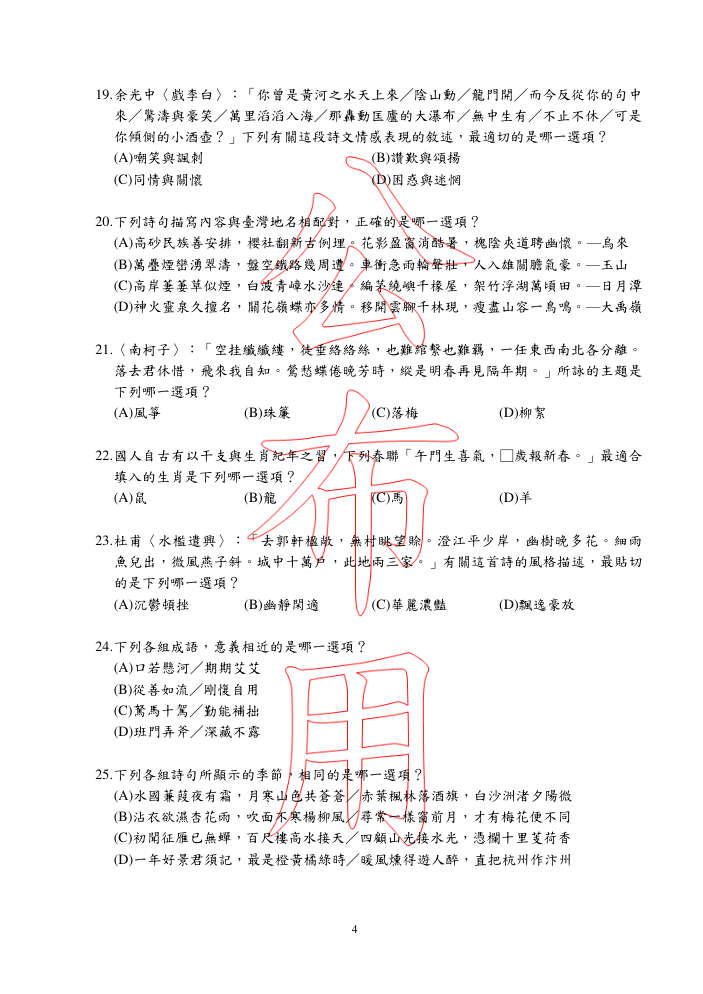 19.余光中〈戲李白〉：「你曾是黃河之水天上來／陰山動／龍門開／而今反從你的句中
來／驚濤與豪笑／萬里滔滔入海／那轟動匡廬的大瀑布／無中生有／不止不休／可是
你傾側的小酒壺？」下列有關這段詩文情感表現的敘述，最適切的是哪一選項？
(A)嘲笑與諷刺 (B)讚歎與頌揚
(C)同情與關懷 (D)困惑與迷惘
20.下列詩句描寫內容與臺灣地名相配對，正確的是哪一選項？
(A)高砂民族善安排，櫻社翻新古例埋。花影盈窗消酷暑，槐陰夾道聘幽懷。—烏來
(B)萬疊煙巒湧翠濤，盤空鐵路幾周遭。車衝急雨輪聲壯，人入雄關膽氣豪。—玉山
(C)高岸萋萋草似煙，白波青嶂水沙連。編茅繞嶼千椽屋，架竹浮湖萬頃田。—日月潭
(D)神火靈泉久擅名，關花嶺蝶亦多情。移開雲腳千林現，瘦盡山容一鳥鳴。—大禹嶺
21.〈南柯子〉：「空挂纖纖縷，徒垂絡絡絲，也難綰繫也難羈，一任東西南北各分離。
落去君休惜，飛來我自知。鶯愁蝶倦晚芳時，縱是明春再見隔年期。」所詠的主題是
下列哪一選項？
(A)風箏 (B)珠簾 (C)落梅 (D)柳絮
22.國人自古有以干支與生肖紀年之習，下列春聯「午門生喜氣，□歲報新春。」最適合
填入的生肖是下列哪一選項？
(A)鼠 (B)龍 (C)馬 (D)羊
23.杜甫〈水檻遣興〉：「去郭軒楹敞，無村眺望賒。澄江平少岸，幽樹晚多花。細雨
魚兒出，微風燕子斜。城中十萬戶，此地兩三家。」有關這首詩的風格描述，最貼切
的是下列哪一選項？
(A)沉鬱頓挫 (B)幽靜閑適 (C)華麗濃豔 (D)飄逸豪放
24.下列各組成語，意義相近的是哪一選項？
(A)口若懸河／期期艾艾
(B)從善如流／剛愎自用
(C)駑馬十駕／勤能補拙
(D)班門弄斧／深藏不露
25.下列各組詩句所顯示的季節，相同的是哪一選項？
(A)水國蒹葭夜有霜，月寒山色共蒼蒼／赤葉楓林落酒旗，白沙洲渚夕陽微
(B)沾衣欲濕杏花雨，吹面不寒楊柳風／尋常一樣窗前月，才有梅花便不同
(C)初聞征雁已無蟬，百尺樓高水接天／四顧山光接水光，憑欄十里芰荷香
(D)一年好景君須記，最是橙黃橘綠時／暖風燻得遊人醉，直把杭州作汴州
4
公布用